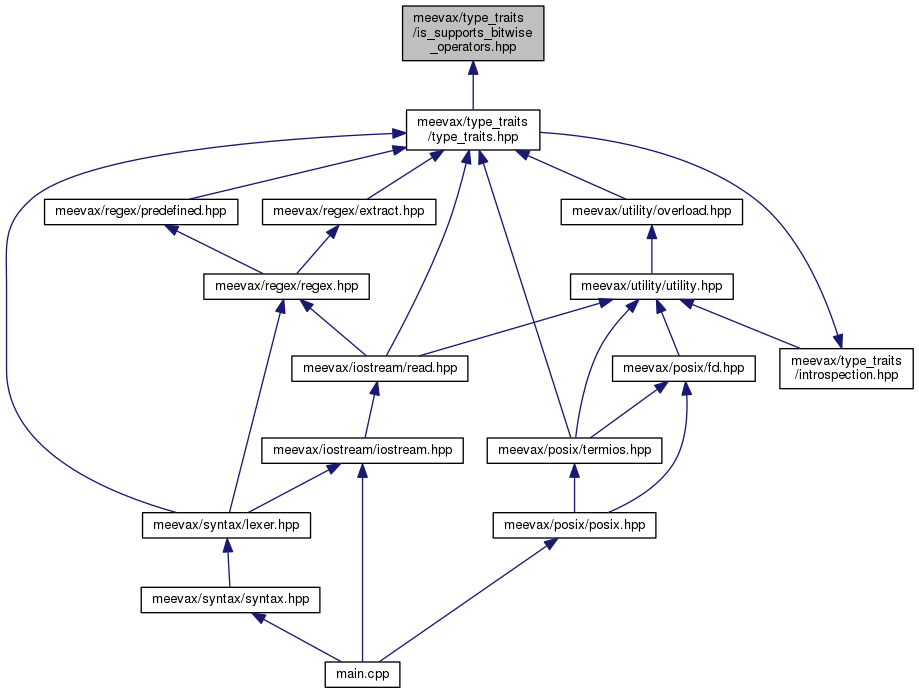 meevax/type_traits
/is_supports_bitwise
_operators.hpp
meevax/type_traits
/type_traits.hpp
meevax/regex/predefined.hpp
meevax/regex/extract.hpp
meevax/utility/overload.hpp
meevax/regex/regex.hpp
meevax/utility/utility.hpp
meevax/iostream/read.hpp
meevax/posix/fd.hpp
meevax/type_traits
/introspection.hpp
meevax/iostream/iostream.hpp
meevax/posix/termios.hpp
meevax/syntax/lexer.hpp
meevax/posix/posix.hpp
meevax/syntax/syntax.hpp
main.cpp